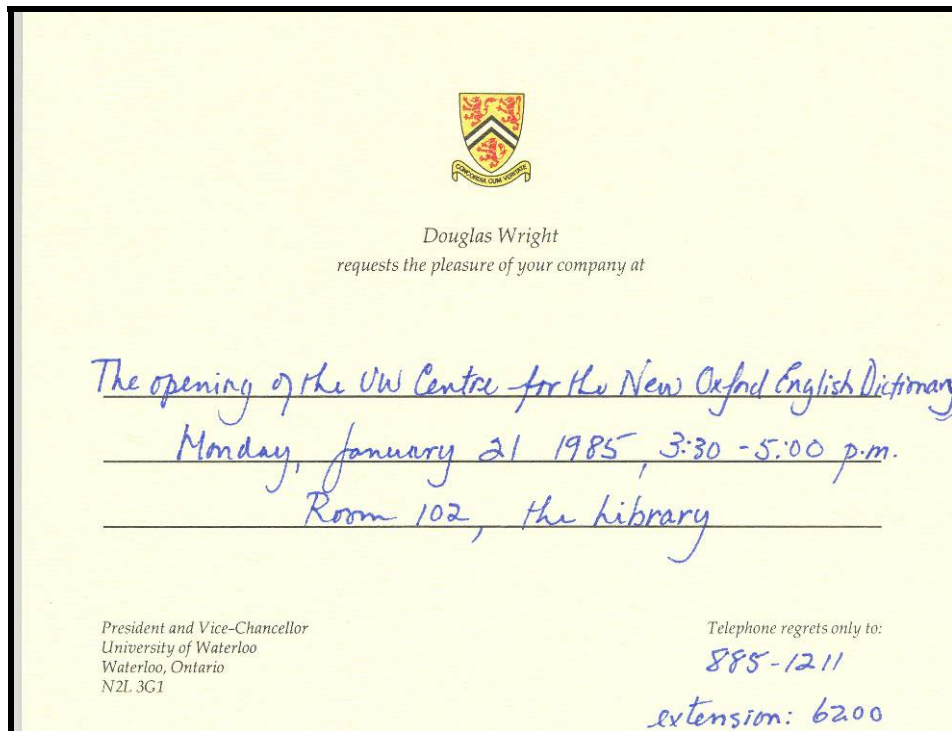 CONCORDIA CUM VERITATE
Douglas Wright
requests the pleasure of your company at
The opening of the UW Centre for the New Oxford English Dictionary
Monday, January 21 1985, 3:30 - 5:00 p.m.
Room 102, the Library
President and Vice-Chancellor
University of Waterloo
Waterloo, Ontario
N2L 3G1
Telephone regrets only to:
885-1211
extension: 6200